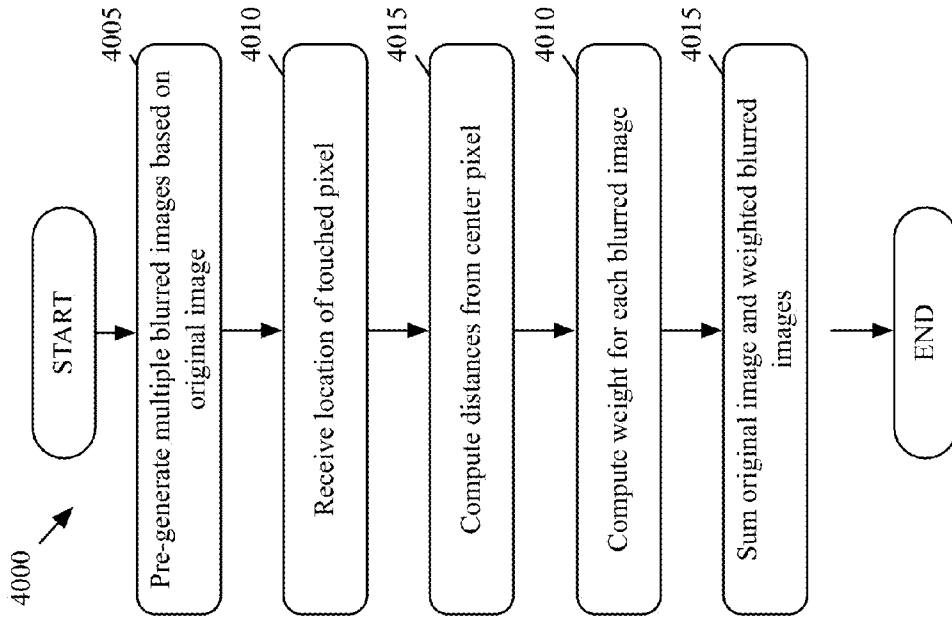 4000
START
4005
Pre-generate multiple blurred images based on
original image
4010
Receive location of touched pixel
4015
Compute distances from center pixel
4010
Compute weight for each blurred image
4015
Sum original image and weighted blurred
images
END